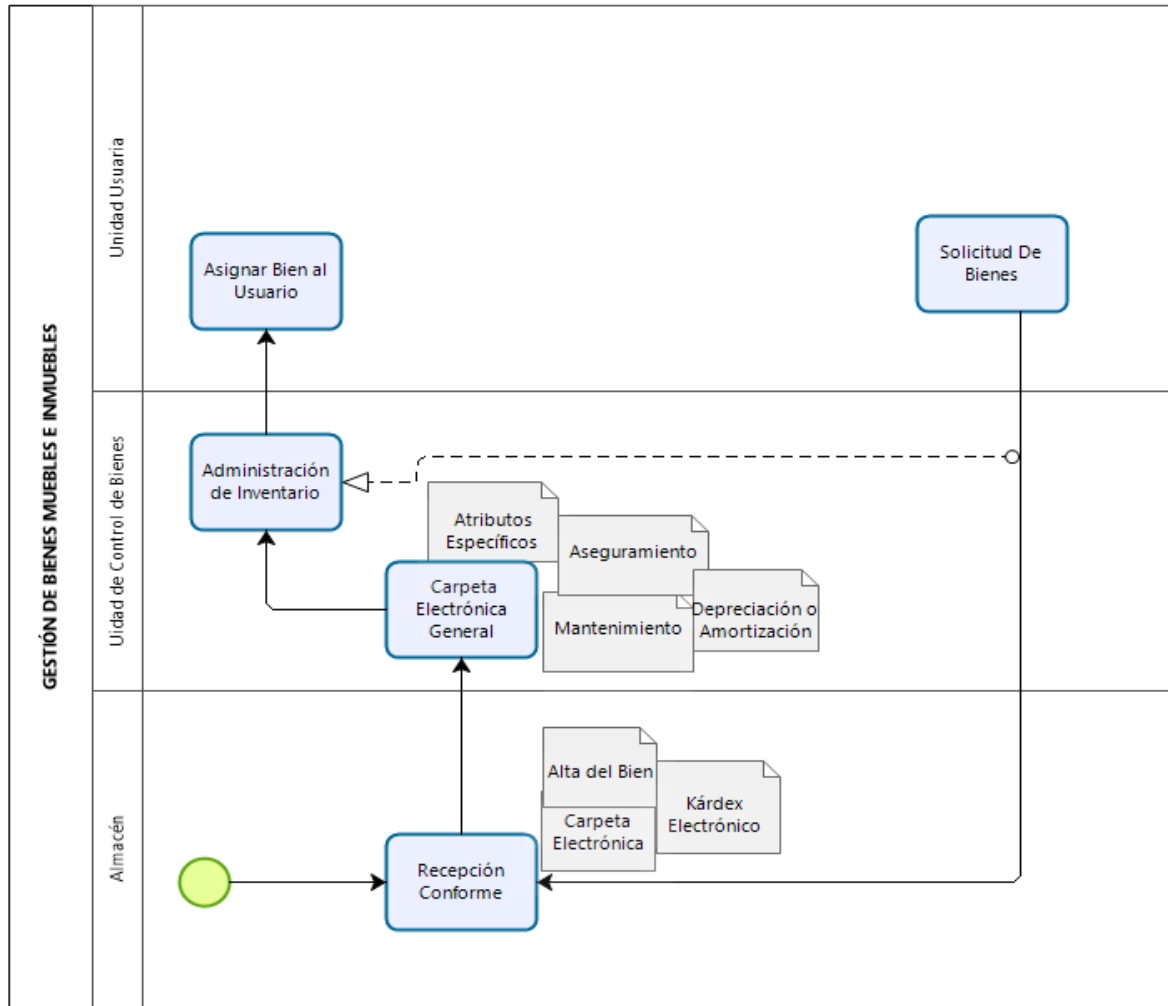 GESTIÓN DE BIENES MUEBLES E INMUEBLES
Unidad Usuaria
Asignar Bien al
Usuario
Solicitud De
Bienes
Uidad de Control de Bienes
Administración
de Inventario
Atributos
Específicos
Aseguramiento
Carpeta
Electrónica
General
Mantenimiento
Depreciación o
Amortización
Almacén
Alta del Bien
Kárdex
Electrónico
Carpeta
Electrónica
Recepción
Conforme